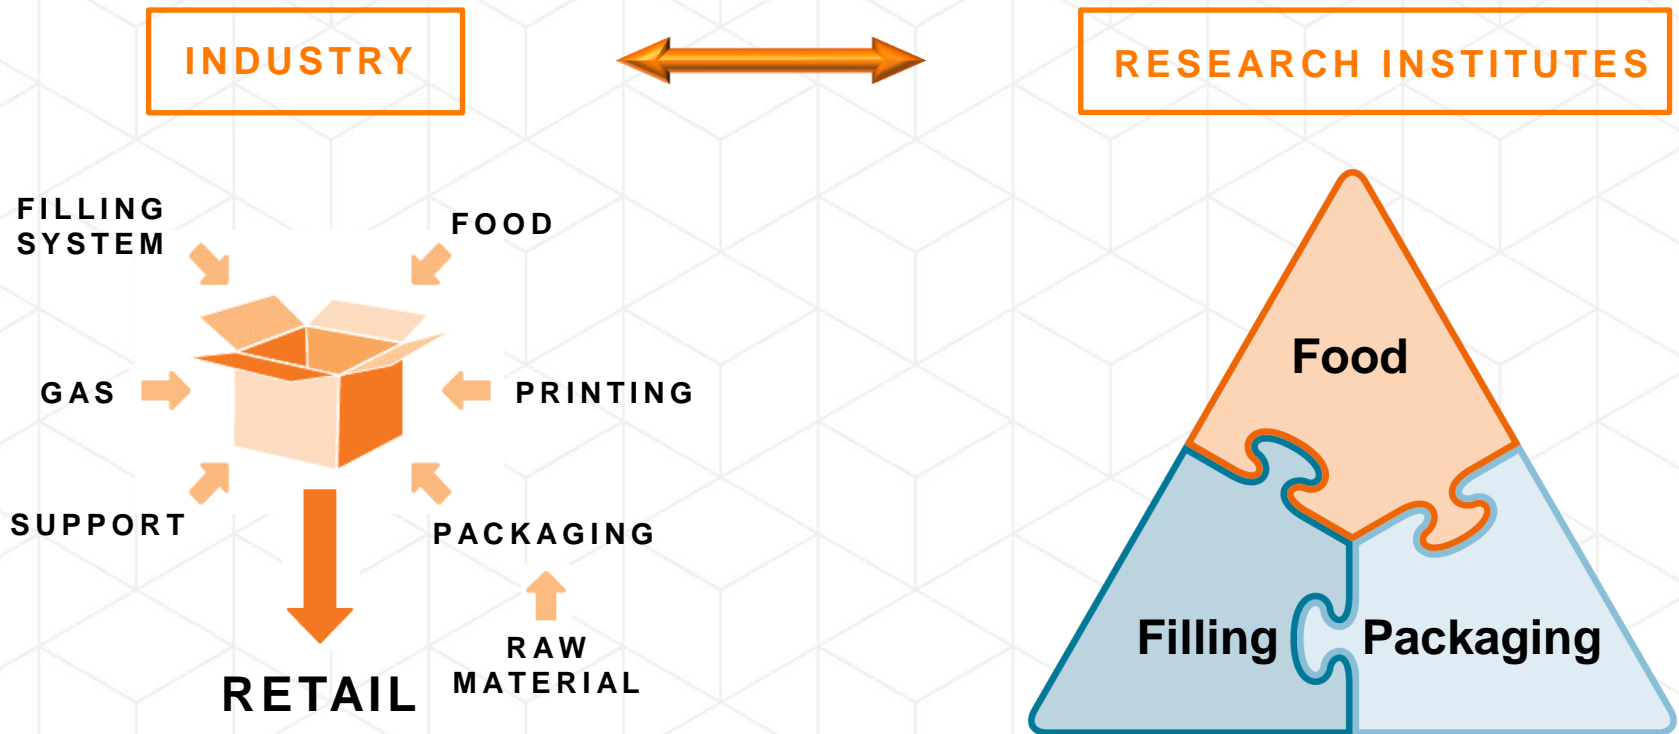 INDUSTRY
RESEARCH INSTITUTES
FILLING
SYSTEM
FOOD
GAS
PRINTING
SUPPORT
PACKAGING
RAW
MATERIAL
RETAIL
Food
Filling
Packaging